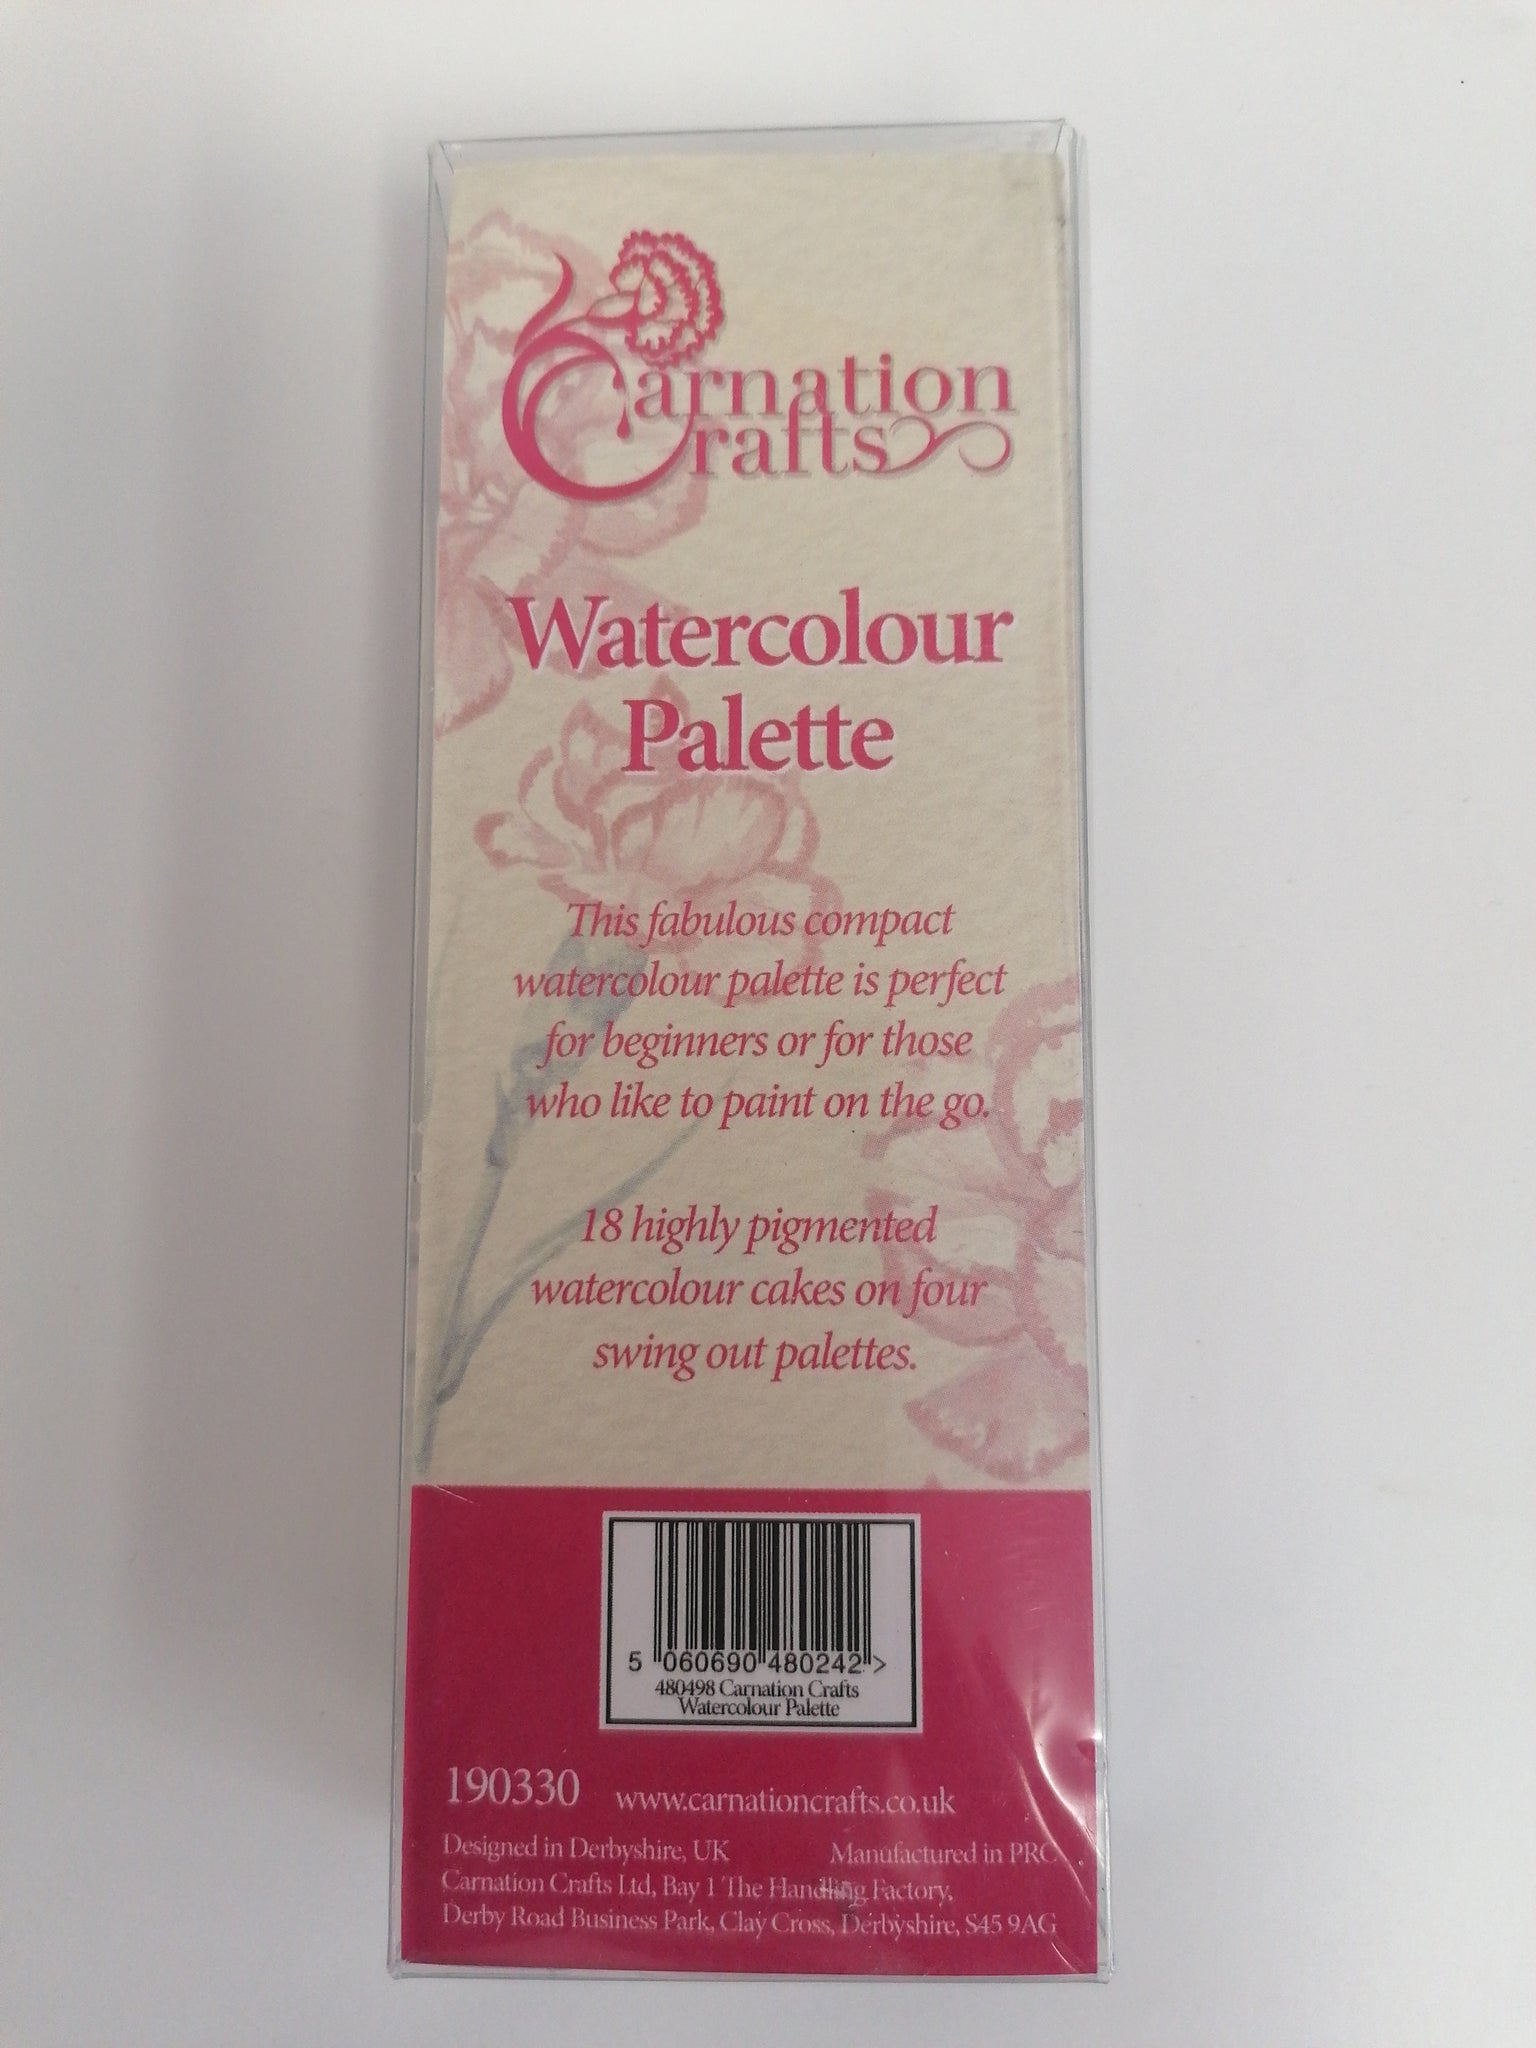 Carnation
Crafts
Watercolour
Palette
This fabulous compact
watercolour palette is perfect
for beginners or for those
who like to paint on the go.
18 highly pigmented
watercolour cakes on four
swing out palettes.
5 060690 480242 >
480498 Carnation Crafts
Watercolour Palette
190330 www.carnationcrafts.co.uk
Designed in Derbyshire, UK Manufactured in PRC
Carnation Crafts Ltd, Bay 1 The Handling Factory,
Derby Road Business Park, Clay Cross, Derbyshire, S45 9AG